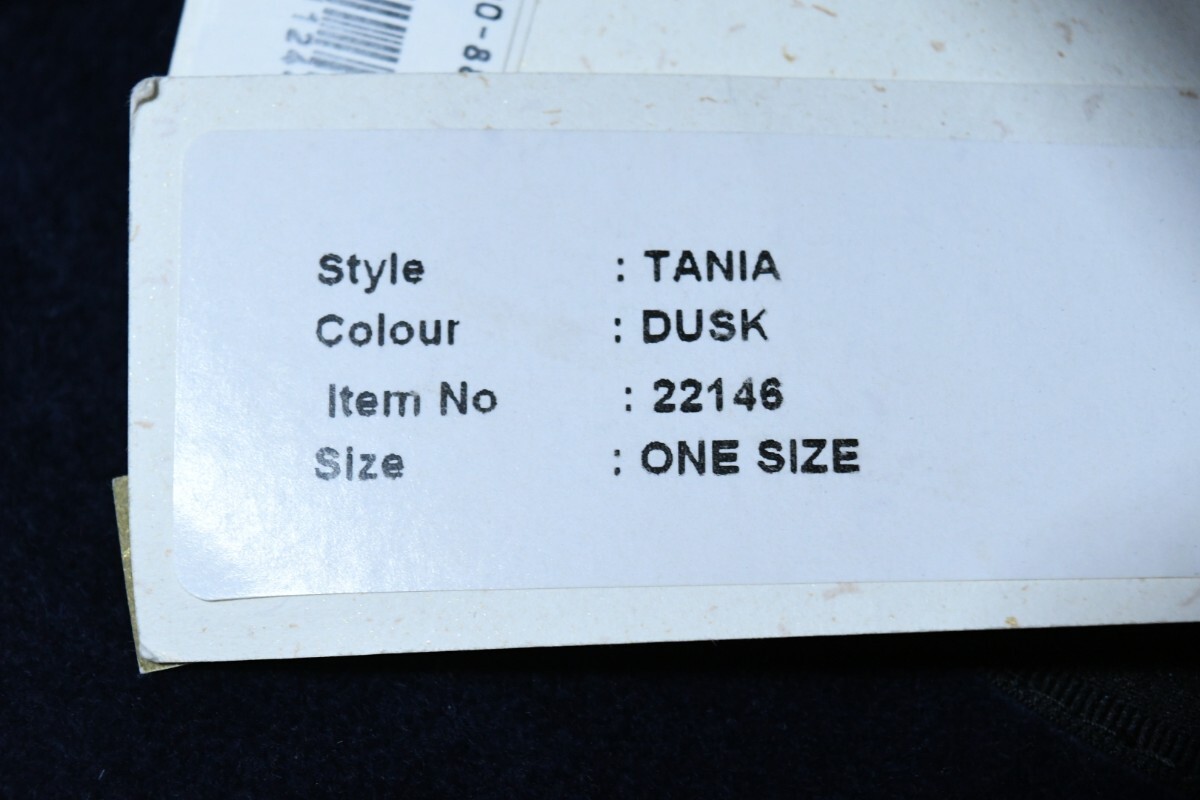 Style : TANIA
Colour : DUSK
Item No : 22146
Size : ONE SIZE